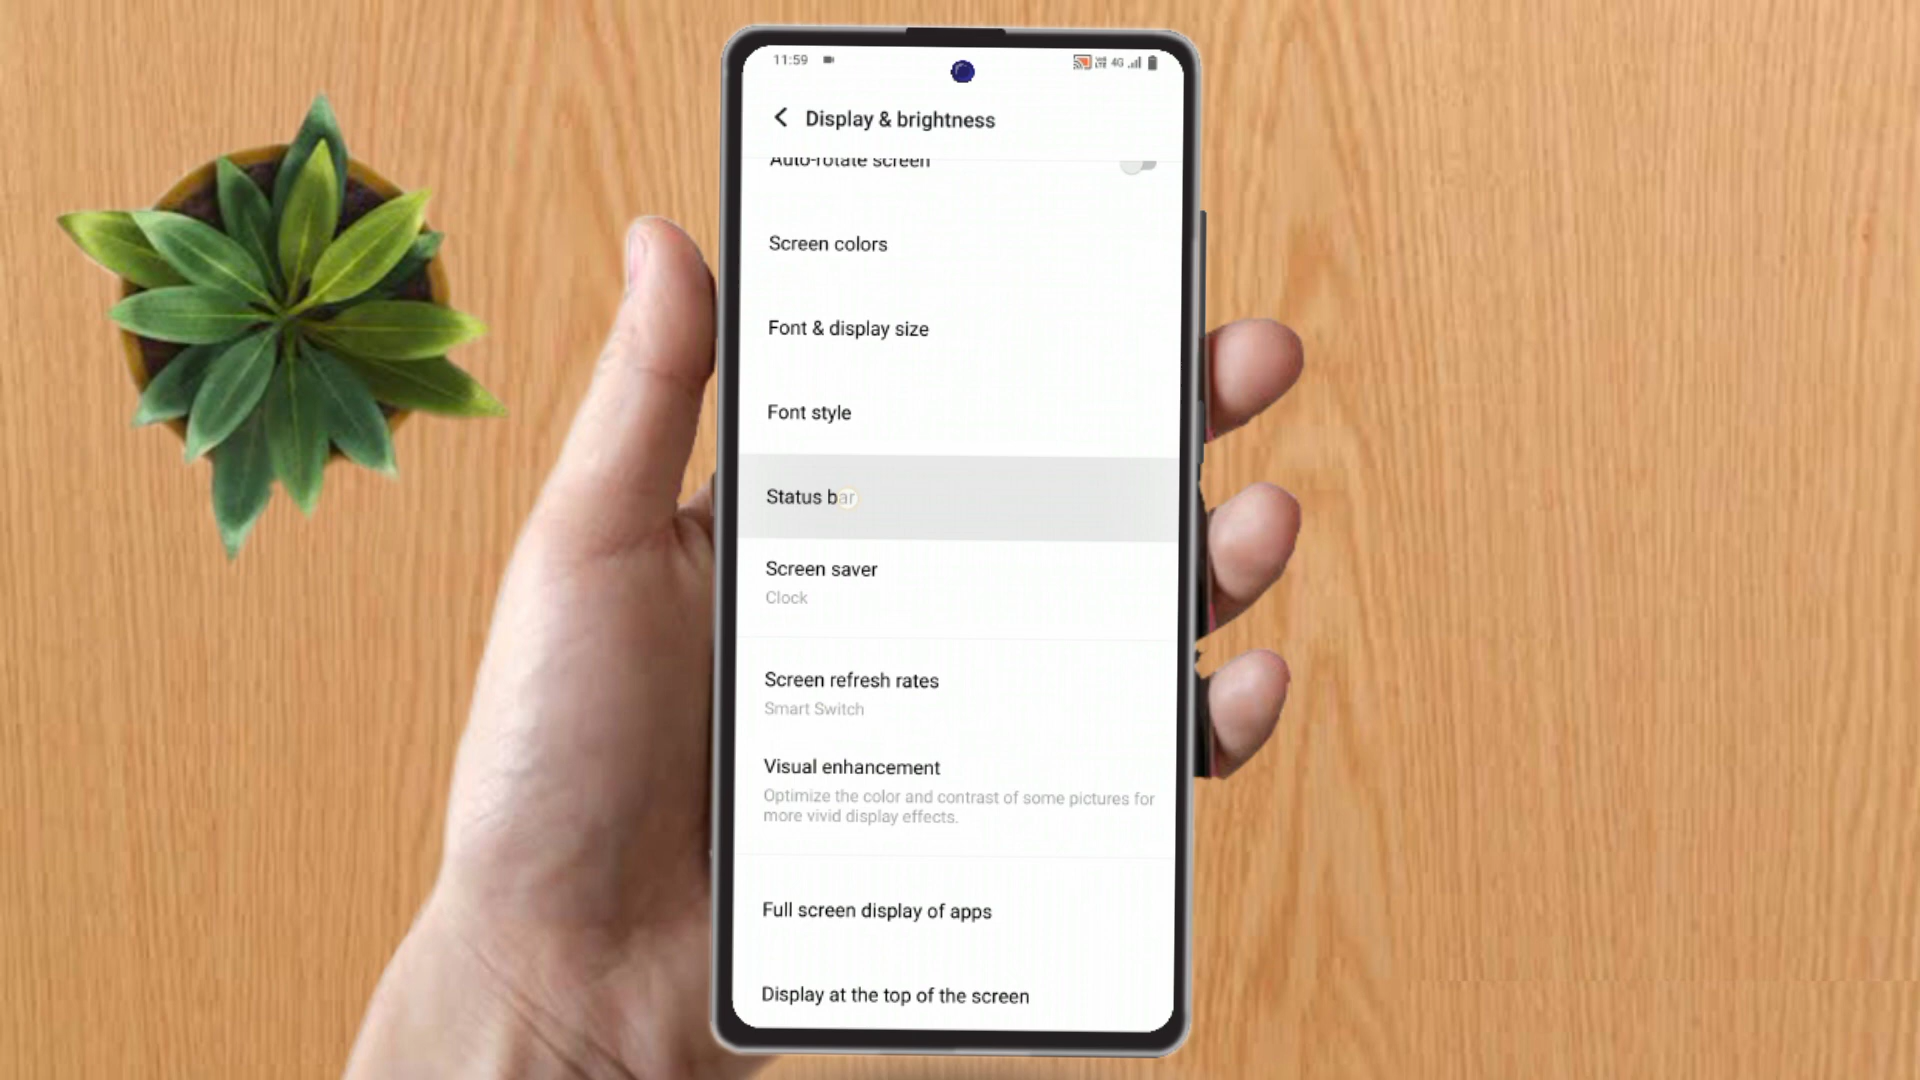 11:59
4G
Display & brightness
Auto-rotate screen
Screen colors
Font & display size
Font style
Status bar
Screen saver
Clock
Screen refresh rates
Smart Switch
Visual enhancement
Optimize the color and contrast of some pictures for
more vivid display effects.
Full screen display of apps
Display at the top of the screen